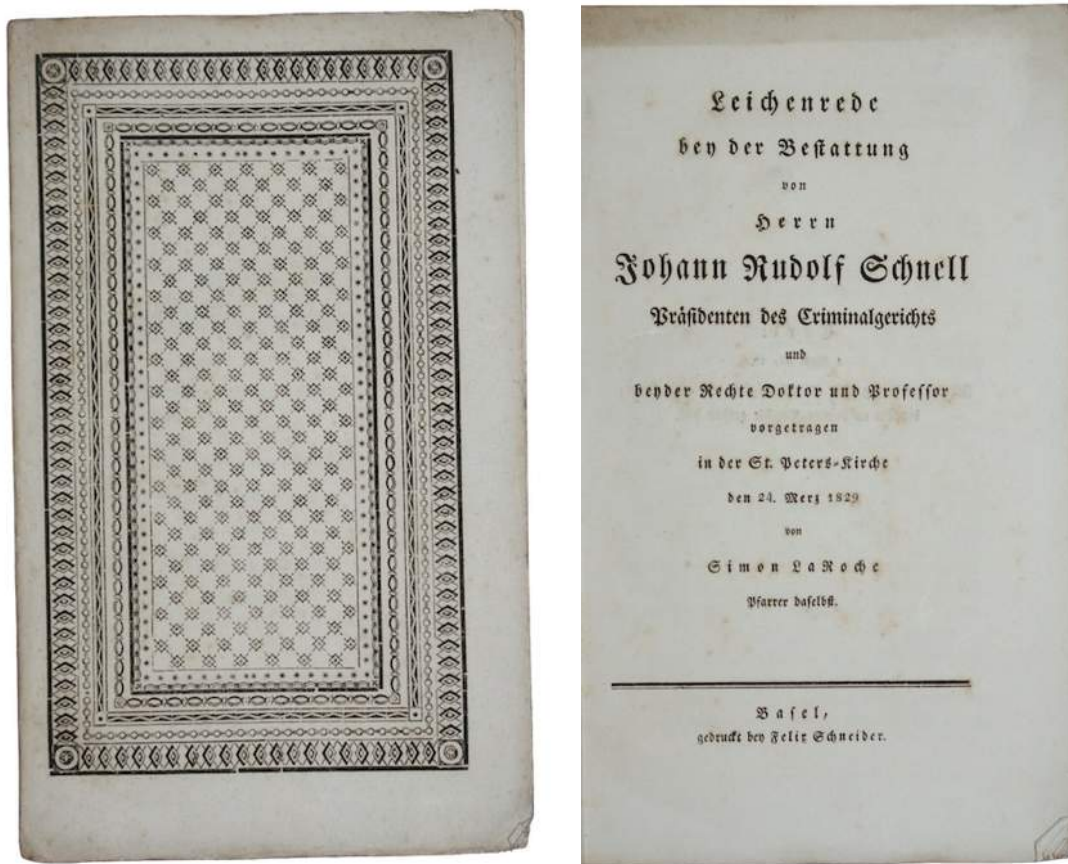 Leichenrede
bey der Bestattung
von
Herrn
Johann Rudolf Schnell
Präsidenten des Criminalgerichts
und
beyder Rechte Doktor und Professor
vorgetragen
in der St. Peters-Kirche
den 24. Merz 1829
von
Simon LaRoche
Pfarrer daselbst.
Basel,
gedruckt bey Felix Schneider.